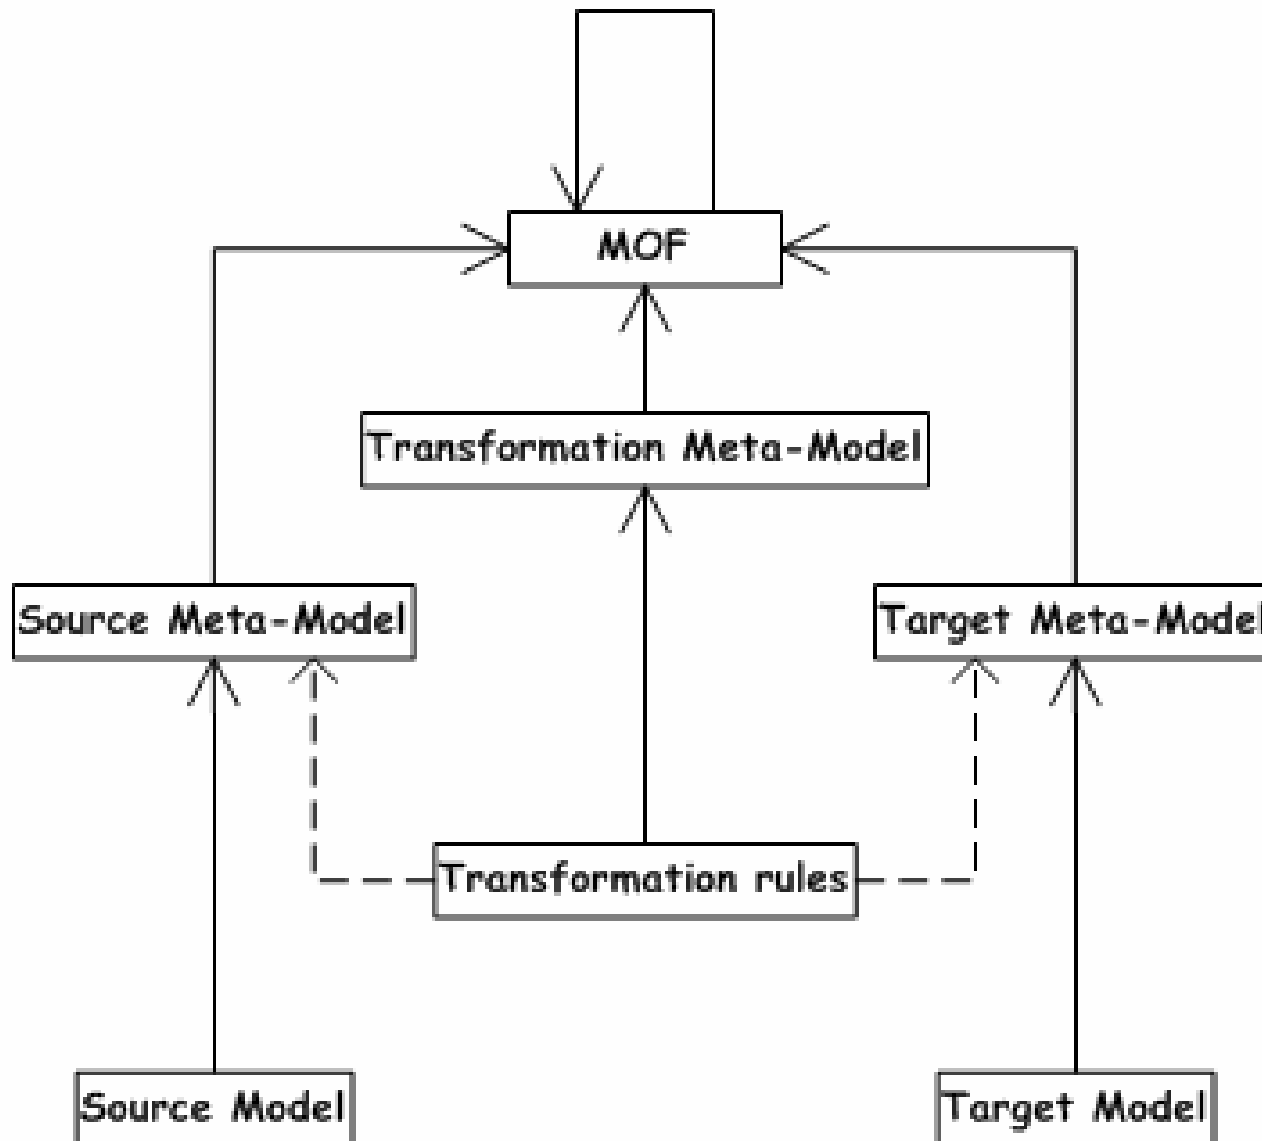 MOF
Transformation Meta-Model
Source Meta-Model
Target Meta-Model
Transformation rules
Source Model
Target Model